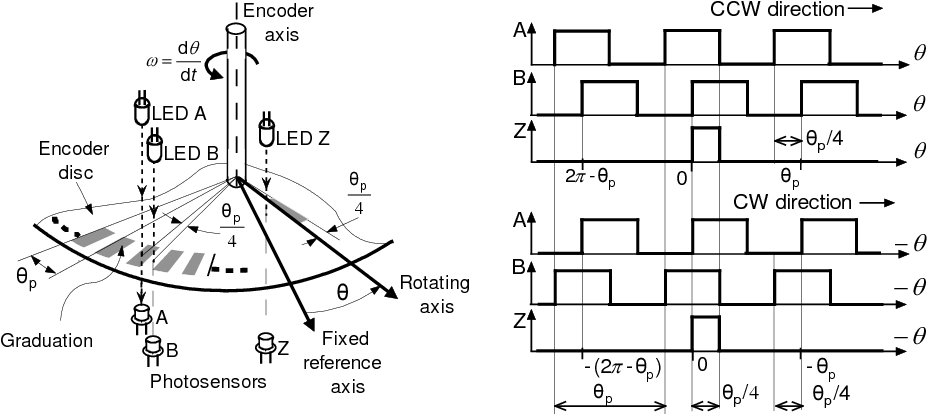 Encoder
axis
ω = dθ/dt
LED A
LED B
LED Z
Encoder
disc
θp/4
θp/4
θp
θ
Rotating
axis
Graduation
A
B
Z
Fixed
reference
axis
Photosensors
CCW direction
A
θ
B
θ
Z
θp/4
θ
2π-θp
0
θp
CW direction
A
-θ
B
-θ
Z
-θ
-(2π-θp)
0
-θp
θp
θp/4
θp/4